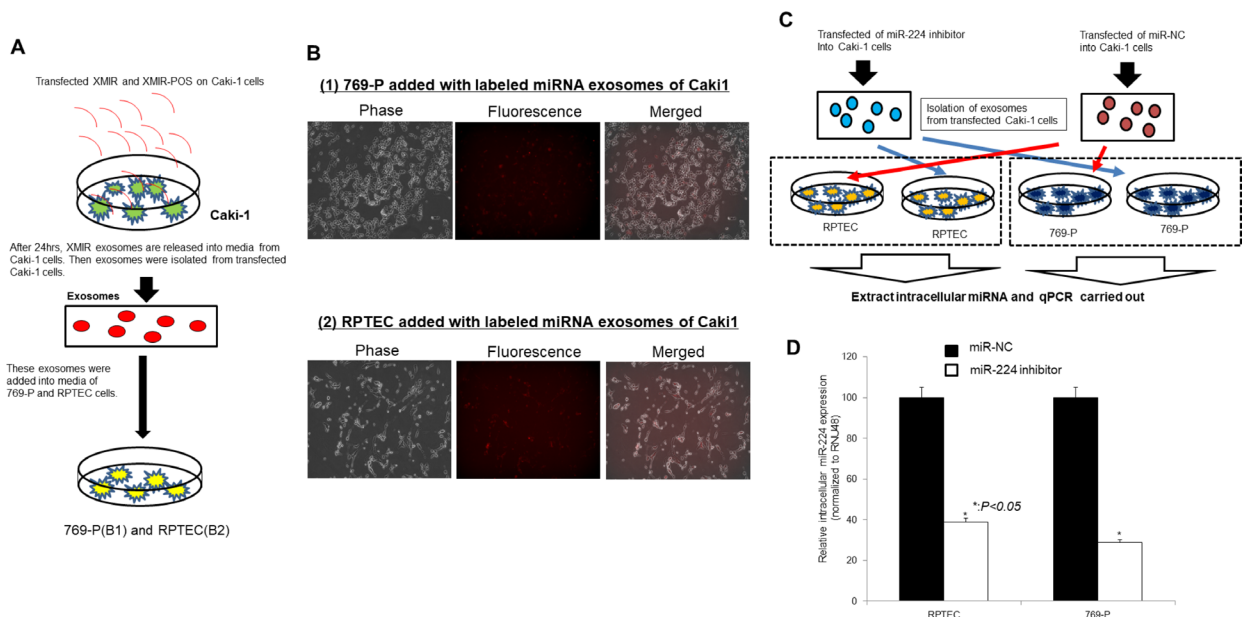 A
Transfected XMIR and XMIR-POS on Caki-1 cells
Caki-1
After 24hrs, XMIR exosomes are released into media from
Caki-1 cells. Then exosomes were isolated from transfected
Caki-1 cells.
Exosomes
These exosomes were
added into media of
769-P and RPTEC cells.
769-P(B1) and RPTEC(B2)
B
(1) 769-P added with labeled miRNA exosomes of Caki1
Phase Fluorescence Merged
(2) RPTEC added with labeled miRNA exosomes of Caki1
Phase Fluorescence Merged
C
Transfected of miR-224 inhibitor
Into Caki-1 cells
Transfected of miR-NC
into Caki-1 cells
Isolation of exosomes
from transfected Caki-1 cells
RPTEC
RPTEC
769-P
769-P
Extract intracellular miRNA and qPCR carried out
D
miR-NC
miR-224 inhibitor
Relative intracellular miR-224 expression
(normalized to RNU48)
120
100
80
60
40
20
0
*
*:P<0.05
*
RPTEC 769-P